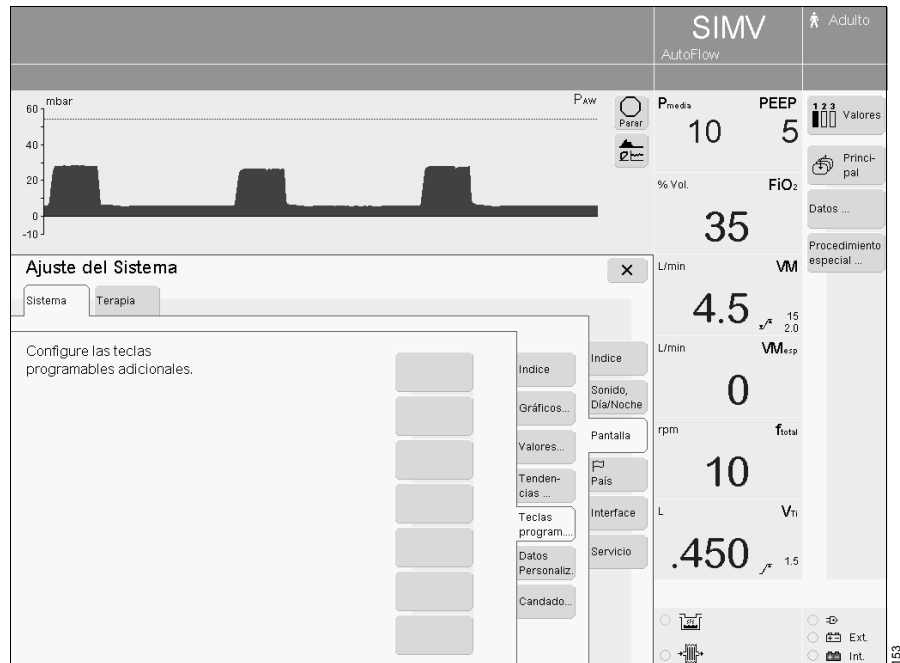 SIMV
AutoFlow
Adulto
mbar
PAW
60
40
20
0
-10
Parar
Pmedia
PEEP
10
5
% Vol.
FiO2
35
L/min
VM
4.5
15
2.0
L/min
VMesp
0
rpm
ftotal
10
L
VTi
.450
1.5
1 2 3
Valores
Princi-
pal
Datos ...
Procedimiento
especial ...
Ajuste del Sistema
×
Sistema
Terapia
Configure las teclas
programables adicionales.
Indice
Gráficos...
Valores...
Tenden-
cias ...
Teclas
program....
Datos
Personaliz.
Candado...
Indice
Sonido,
Día/Noche
Pantalla
País
Interface
Servicio
Ext.
Int.
153